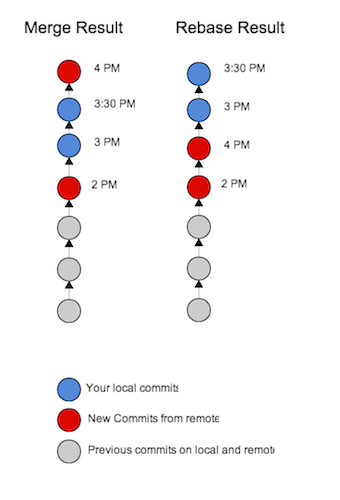 Merge Result
Rebase Result
4 PM
3:30 PM
3:30 PM
3 PM
3 PM
4 PM
2 PM
2 PM
Your local commits
New Commits from remote
Previous commits on local and remote